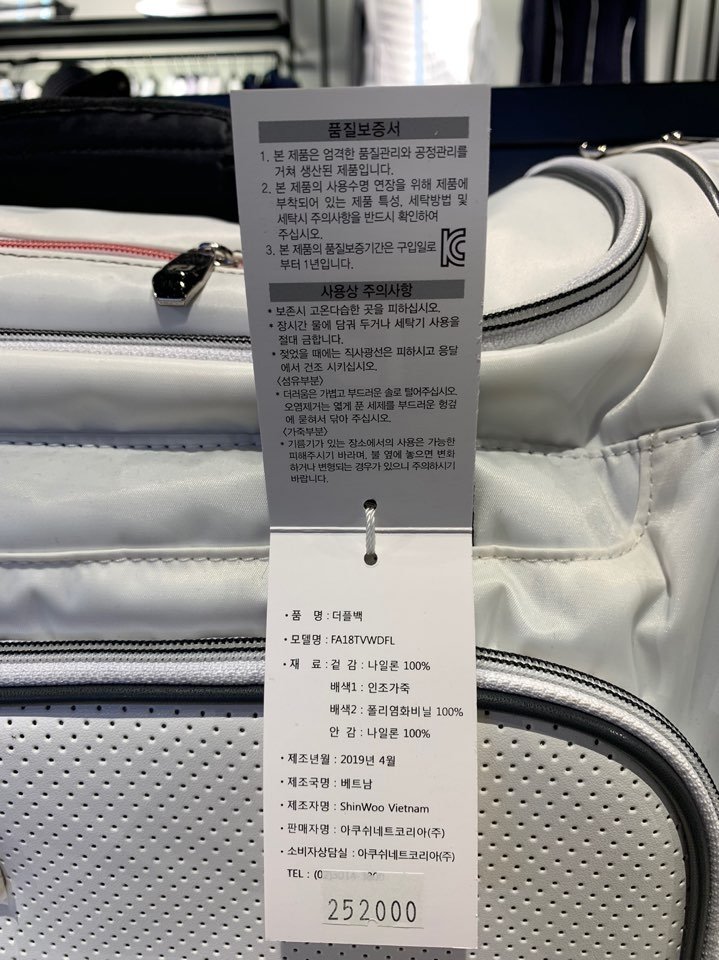 품질보증서
1. 본 제품은 엄격한 품질관리와 공정관리를
거쳐 생산된 제품입니다.
2. 본 제품의 사용수명 연장을 위해 제품에
부착되어 있는 제품 특성, 세탁방법 및
세탁시 주의사항을 반드시 확인하여
주십시오.
3. 본 제품의 품질보증기간은 구입일로
부터 1년입니다.
사용상 주의사항
* 보존시 고온다습한 곳을 피하십시오.
* 장시간 물에 담궈 두거나 세탁기 사용을
절대 금합니다.
* 젖었을 때에는 직사광선은 피하시고 응달
에서 건조 시키십시오.
<섬유부분>
* 더러움은 가볍고 부드러운 솔로 털어주십시오.
오염제거는 엷게 푼 세제를 부드러운 헝겊
에 묻혀서 닦아 주십시오.
<가죽부분>
* 기름기가 있는 장소에서의 사용은 가능한
피해주시기 바라며, 불 옆에 놓으면 변화
하거나 변형되는 경우가 있으니 주의하시기
바랍니다.
• 품 명 : 더플백
• 모델명 : FA18TVWDFL
• 재 료 : 겉 감 : 나일론 100%
배색1 : 인조가죽
배색2 : 폴리염화비닐 100%
안 감 : 나일론 100%
• 제조년월 : 2019년 4월
• 제조국명 : 베트남
• 제조자명 : ShinWoo Vietnam
• 판매자명 : 아쿠쉬네트코리아(주)
• 소비자상담실 : 아쿠쉬네트코리아(주)
TEL :
252000